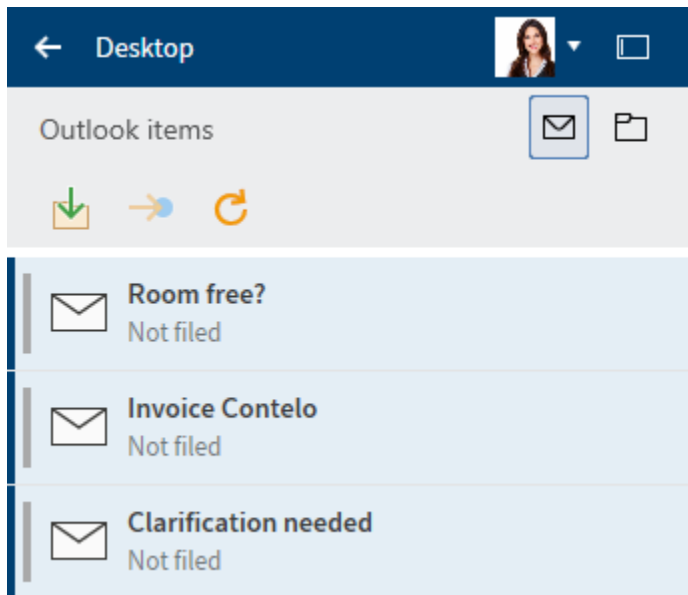 Desktop
Outlook items
Room free?
Not filed
Invoice Contelo
Not filed
Clarification needed
Not filed